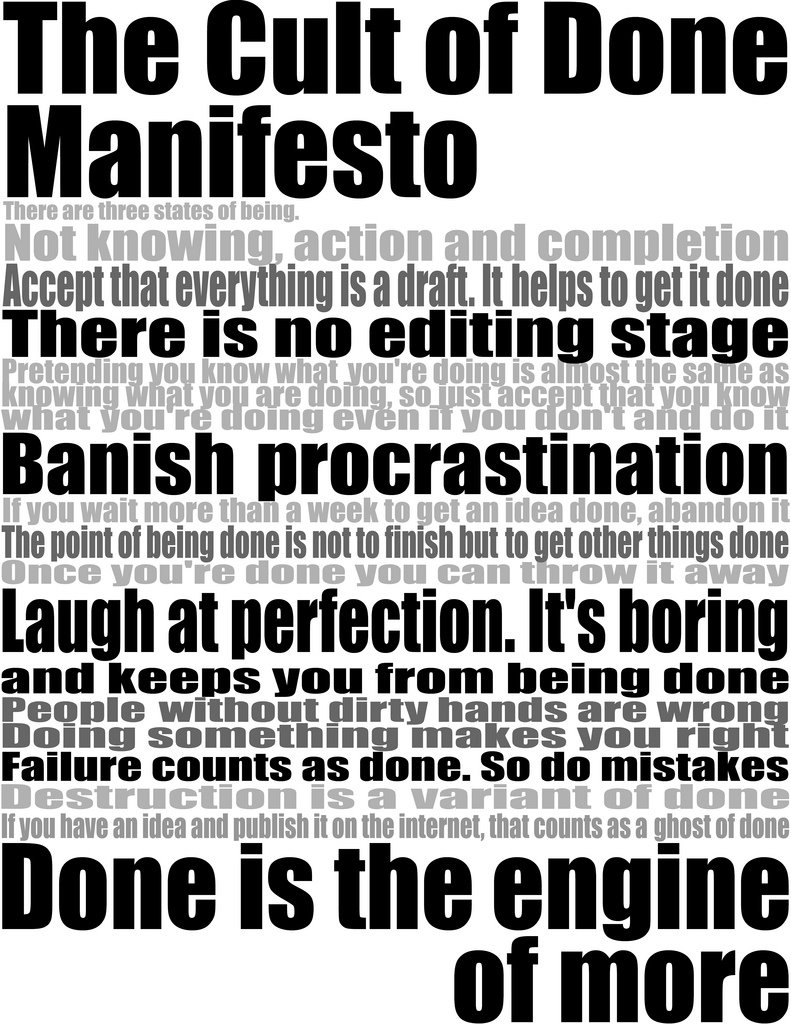 The Cult of Done
Manifesto
There are three states of being.
Not knowing, action and completion
Accept that everything is a draft. It helps to get it done
There is no editing stage
Pretending you know what you're doing is almost the same as
knowing what you are doing, so just accept that you know
what you're doing even if you don't and do it
Banish procrastination
If you wait more than a week to get an idea done, abandon it
The point of being done is not to finish but to get other things done
Once you're done you can throw it away
Laugh at perfection. It's boring
and keeps you from being done
People without dirty hands are wrong
Doing something makes you right
Failure counts as done. So do mistakes
Destruction is a variant of done
If you have an idea and publish it on the internet, that counts as a ghost of done
Done is the engine
of more